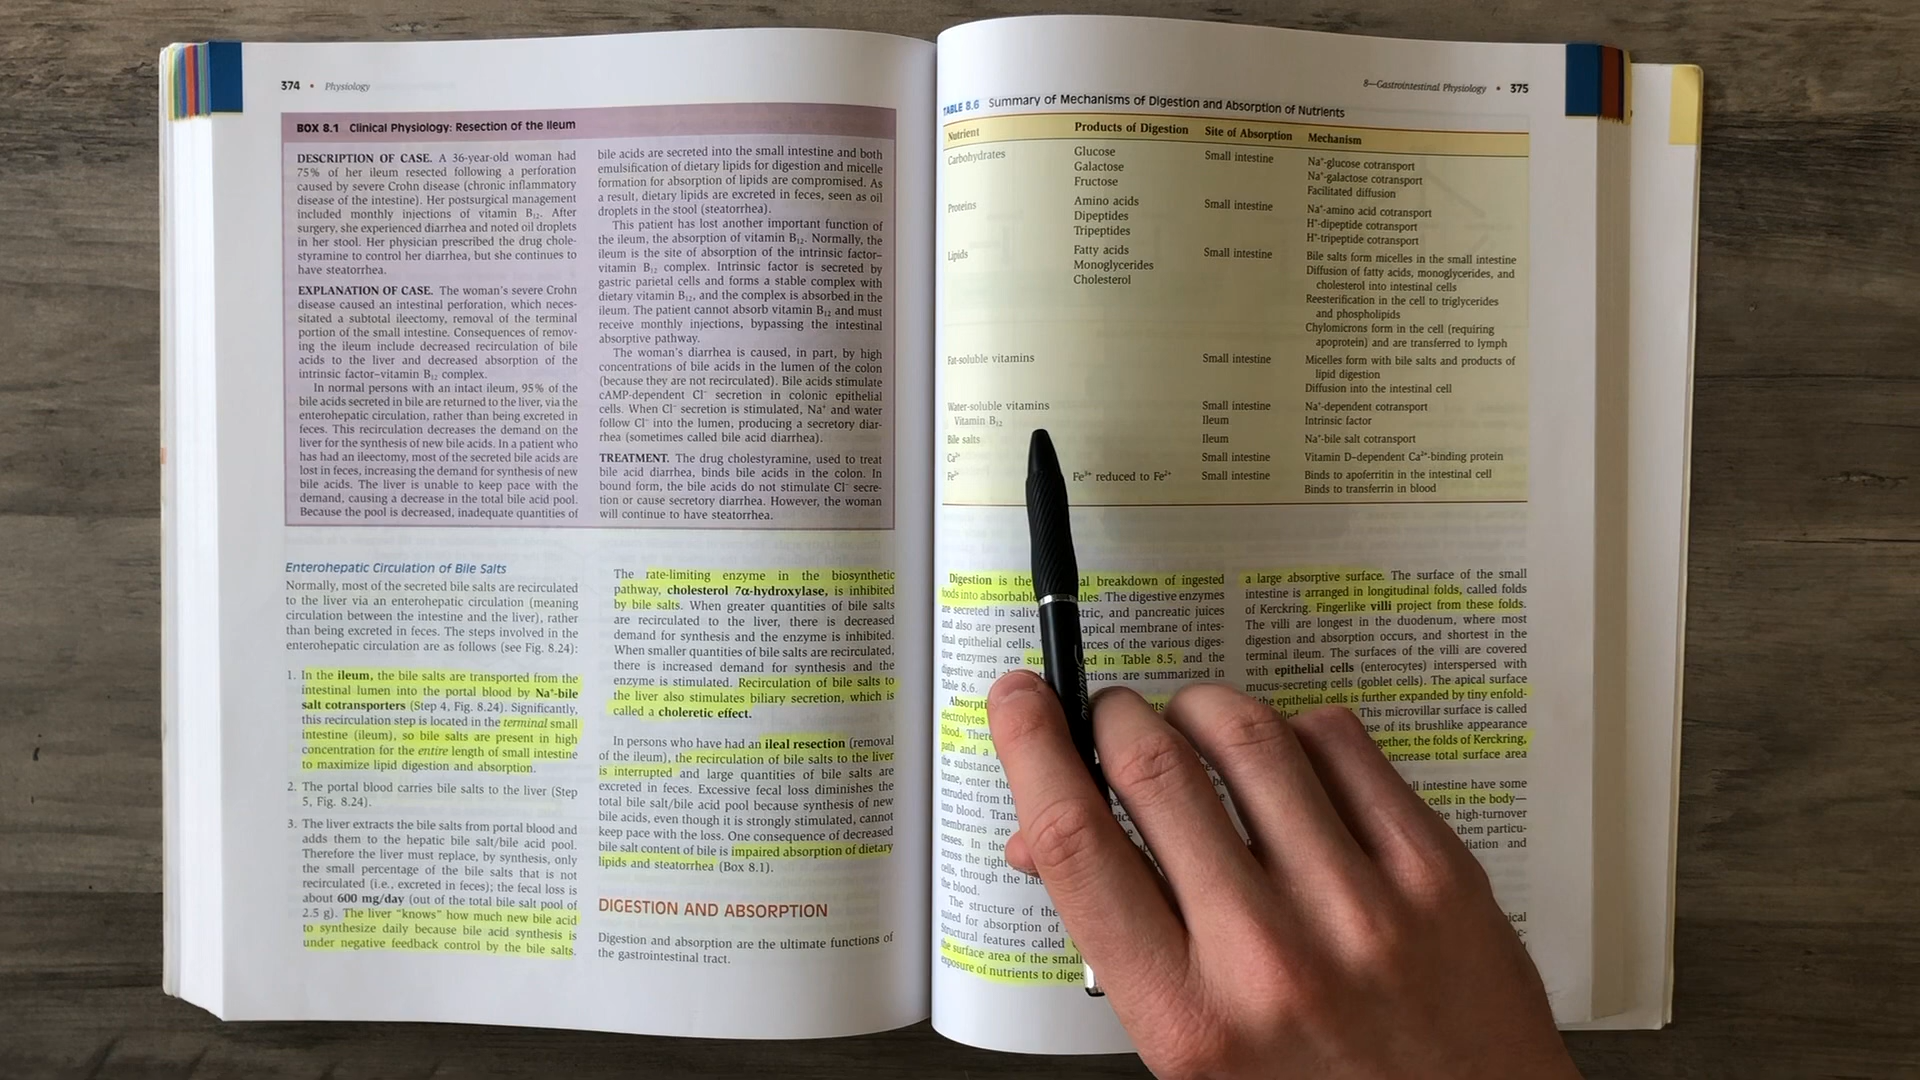 374 • Physiology
BOX 8.1 Clinical Physiology: Resection of the Ileum
DESCRIPTION OF CASE. A 36-year-old woman had
75% of her ileum resected following a perforation
caused by severe Crohn disease (chronic inflammatory
disease of the intestine). Her postsurgical management
included monthly injections of vitamin B₁₂. After
surgery, she experienced diarrhea and noted oil droplets
in her stool. Her physician prescribed the drug chole-
styramine to control her diarrhea, but she continues to
have steatorrhea.
EXPLANATION OF CASE. The woman's severe Crohn
disease caused an intestinal perforation, which neces-
sitated a subtotal ileectomy, removal of the terminal
portion of the small intestine. Consequences of remov-
ing the ileum include decreased recirculation of bile
acids to the liver and decreased absorption of the
intrinsic factor–vitamin B₁₂ complex.
In normal persons with an intact ileum, 95% of the
bile acids secreted in bile are returned to the liver, via the
enterohepatic circulation, rather than being excreted in
feces. This recirculation decreases the demand on the
liver for the synthesis of new bile acids. In a patient who
has had an ileectomy, most of the secreted bile acids are
lost in feces, increasing the demand for synthesis of new
bile acids. The liver is unable to keep pace with the
demand, causing a decrease in the total bile acid pool.
Because the pool is decreased, inadequate quantities of
bile acids are secreted into the small intestine and both
emulsification of dietary lipids for digestion and micelle
formation for absorption of lipids are compromised. As
a result, dietary lipids are excreted in feces, seen as oil
droplets in the stool (steatorrhea).
This patient has lost another important function of
the ileum, the absorption of vitamin B₁₂. Normally, the
ileum is the site of absorption of the intrinsic factor–
vitamin B₁₂ complex. Intrinsic factor is secreted by
gastric parietal cells and forms a stable complex with
dietary vitamin B₁₂, and the complex is absorbed in the
ileum. The patient cannot absorb vitamin B₁₂ and must
receive monthly injections, bypassing the intestinal
absorptive pathway.
The woman's diarrhea is caused, in part, by high
concentrations of bile acids in the lumen of the colon
(because they are not recirculated). Bile acids stimulate
cAMP-dependent Cl⁻ secretion in colonic epithelial
cells. When Cl⁻ secretion is stimulated, Na⁺ and water
follow Cl⁻ into the lumen, producing a secretory diar-
rhea (sometimes called bile acid diarrhea).
TREATMENT. The drug cholestyramine, used to treat
bile acid diarrhea, binds bile acids in the colon. In
bound form, the bile acids do not stimulate Cl⁻ secre-
tion or cause secretory diarrhea. However, the woman
will continue to have steatorrhea.
Enterohepatic Circulation of Bile Salts
Normally, most of the secreted bile salts are recirculated
to the liver via an enterohepatic circulation (meaning
circulation between the intestine and the liver), rather
than being excreted in feces. The steps involved in the
enterohepatic circulation are as follows (see Fig. 8.24):
1. In the ileum, the bile salts are transported from the
intestinal lumen into the portal blood by Na⁺-bile
salt cotransporters (Step 4, Fig. 8.24). Significantly,
this recirculation step is located in the terminal small
intestine (ileum), so bile salts are present in high
concentration for the entire length of small intestine
to maximize lipid digestion and absorption.
2. The portal blood carries bile salts to the liver (Step
5, Fig. 8.24).
3. The liver extracts the bile salts from portal blood and
adds them to the hepatic bile salt/bile acid pool.
Therefore the liver must replace, by synthesis, only
the small percentage of the bile salts that is not
recirculated (i.e., excreted in feces); the fecal loss is
about 600 mg/day (out of the total bile salt pool of
2.5 g). The liver "knows" how much new bile acid
to synthesize daily because bile acid synthesis is
under negative feedback control by the bile salts.
The rate-limiting enzyme in the biosynthetic
pathway, cholesterol 7α-hydroxylase, is inhibited
by bile salts. When greater quantities of bile salts
are recirculated to the liver, there is decreased
demand for synthesis and the enzyme is inhibited.
When smaller quantities of bile salts are recirculated,
there is increased demand for synthesis and the
enzyme is stimulated. Recirculation of bile salts to
the liver also stimulates biliary secretion, which is
called a choleretic effect.
In persons who have had an ileal resection (removal
of the ileum), the recirculation of bile salts to the liver
is interrupted and large quantities of bile salts are
excreted in feces. Excessive fecal loss diminishes the
total bile salt/bile acid pool because synthesis of new
bile acids, even though it is strongly stimulated, cannot
keep pace with the loss. One consequence of decreased
bile salt content of bile is impaired absorption of dietary
lipids and steatorrhea (Box 8.1).
DIGESTION AND ABSORPTION
Digestion and absorption are the ultimate functions of
the gastrointestinal tract.
8—Gastrointestinal Physiology • 375
TABLE 8.6 Summary of Mechanisms of Digestion and Absorption of Nutrients
Nutrient Products of Digestion Site of Absorption Mechanism
Carbohydrates Glucose Small intestine Na⁺-glucose cotransport
Galactose Na⁺-galactose cotransport
Fructose Facilitated diffusion
Proteins Amino acids Small intestine Na⁺-amino acid cotransport
Dipeptides H⁺-dipeptide cotransport
Tripeptides H⁺-tripeptide cotransport
Lipids Fatty acids Small intestine Bile salts form micelles in the small intestine
Monoglycerides Diffusion of fatty acids, monoglycerides, and
Cholesterol cholesterol into intestinal cells
Reesterification in the cell to triglycerides
and phospholipids
Chylomicrons form in the cell (requiring
apoprotein) and are transferred to lymph
Fat-soluble vitamins Small intestine Micelles form with bile salts and products of
lipid digestion
Diffusion into the intestinal cell
Water-soluble vitamins Small intestine Na⁺-dependent cotransport
Vitamin B₁₂ Ileum Intrinsic factor
Bile salts Ileum Na⁺-bile salt cotransport
Ca²⁺ Small intestine Vitamin D–dependent Ca²⁺-binding protein
Fe²⁺ Fe³⁺ reduced to Fe²⁺ Small intestine Binds to apoferritin in the intestinal cell
Binds to transferrin in blood
Digestion is the al breakdown of ingested
foods into absorbable ules. The digestive enzymes
are secreted in saliva tric, and pancreatic juices
and also are present apical membrane of intes-
tinal epithelial cells. urces of the various diges-
tive enzymes are sum ed in Table 8.5, and the
digestive and ctions are summarized in
Table 8.6.
Absorpti nts
electrolytes
blood. There
path and a
the substance
brane, enter the
extruded from th
into blood. Trans
membranes are
cesses. In the
across the tight
cells, through the late
the blood.
The structure of the
suited for absorption of
Structural features called
the surface area of the small
exposure of nutrients to diges
a large absorptive surface. The surface of the small
intestine is arranged in longitudinal folds, called folds
of Kerckring. Fingerlike villi project from these folds.
The villi are longest in the duodenum, where most
digestion and absorption occurs, and shortest in the
terminal ileum. The surfaces of the villi are covered
with epithelial cells (enterocytes) interspersed with
mucus-secreting cells (goblet cells). The apical surface
of the epithelial cells is further expanded by tiny enfold-
lled This microvillar surface is called
use of its brushlike appearance
ogether, the folds of Kerckring,
increase total surface area
ll intestine have some
cells in the body—
he high-turnover
them particu-
diation and
ical